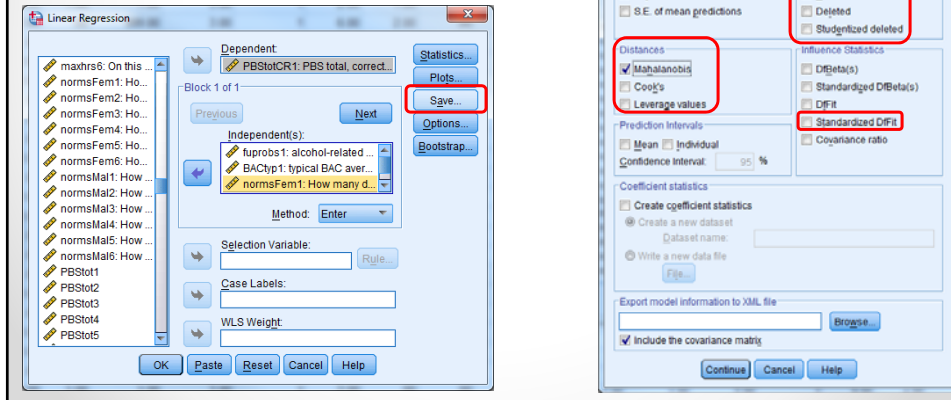 Linear Regression
Dependent:
PBStotCR1: PBS total, correct...
Statistics...
Plots...
Save...
Options...
Bootstrap...
maxhrs6: On this ...
normsFem1: Ho...
normsFem2: Ho...
normsFem3: Ho...
normsFem4: Ho...
normsFem5: Ho...
normsFem6: Ho...
normsMal1: How ...
normsMal2: How ...
normsMal3: How ...
normsMal4: How ...
normsMal5: How ...
normsMal6: How ...
PBStot1
PBStot2
PBStot3
PBStot4
PBStot5
Block 1 of 1
Previous
Next
Independent(s):
fuprobs1: alcohol-related ...
BACtyp1: typical BAC aver...
normsFem1: How many d...
Method: Enter
Selection Variable:
Rule...
Case Labels:
WLS Weight:
OK Paste Reset Cancel Help
S.E. of mean predictions
Deleted
Studentized deleted
Distances
Mahalanobis
Cook's
Leverage values
Influence Statistics
DfBeta(s)
Standardized DfBeta(s)
DfFit
Standardized DfFit
Covariance ratio
Prediction Intervals
Mean Individual
Confidence Interval: 95 %
Coefficient statistics
Create coefficient statistics
Create a new dataset
Dataset name:
Write a new data file
File...
Export model information to XML file
Browse...
Include the covariance matrix
Continue Cancel Help